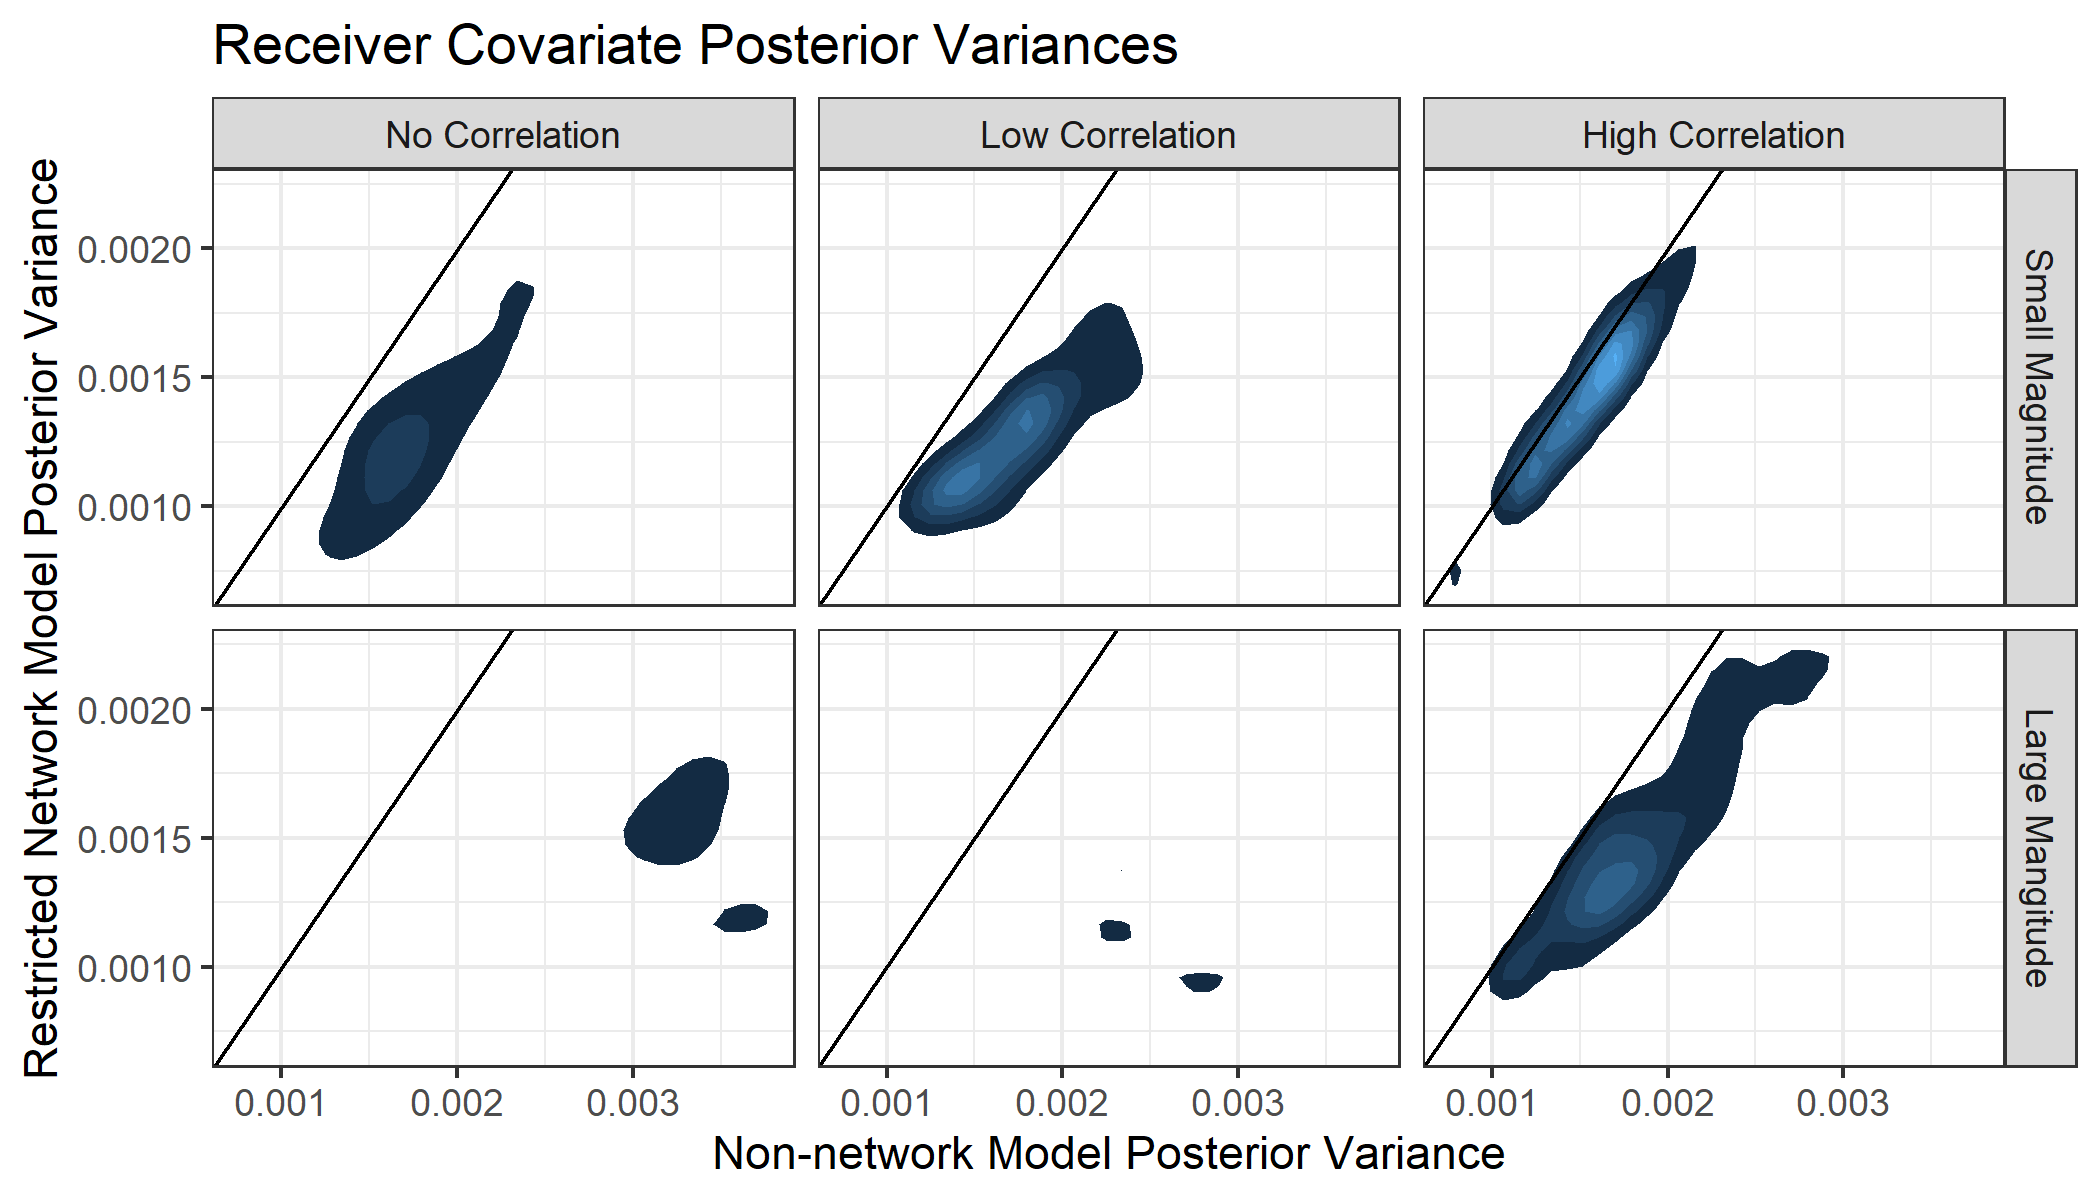 Receiver Covariate Posterior Variances
No Correlation
Low Correlation
High Correlation
Restricted Network Model Posterior Variance
0.0020
0.0015
0.0010
Small Magnitude
0.0020
0.0015
0.0010
Large Mangitude
0.001
0.002
0.003
0.001
0.002
0.003
0.001
0.002
0.003
Non-network Model Posterior Variance